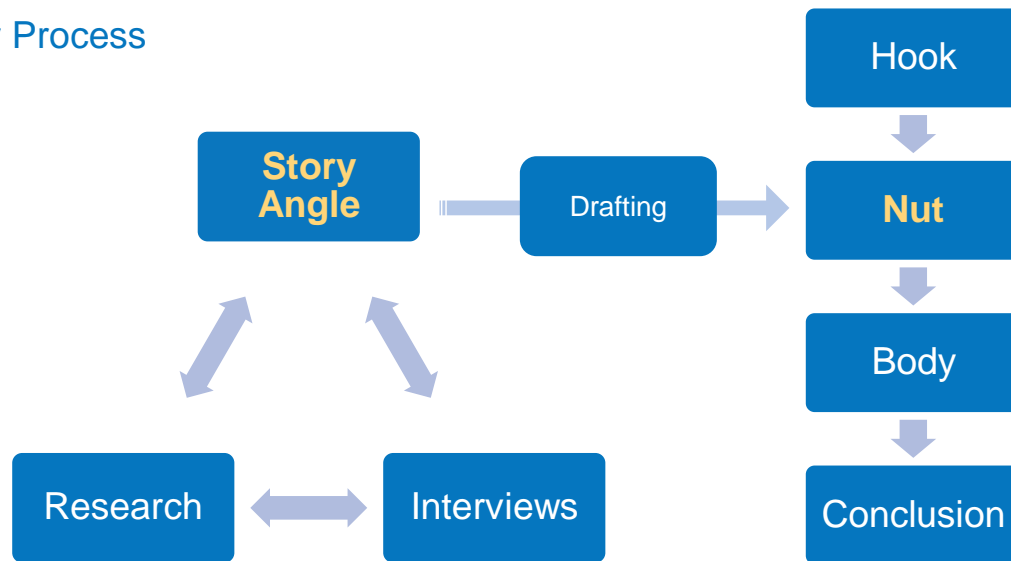 Process
Hook
Story
Angle
Drafting
Nut
Body
Research
Interviews
Conclusion